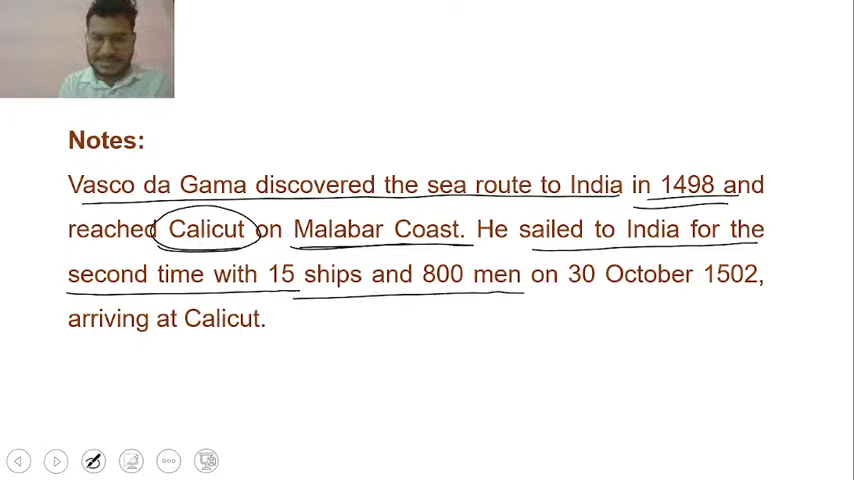 Notes:
Vasco da Gama discovered the sea route to India in 1498 and
reached Calicut on Malabar Coast. He sailed to India for the
second time with 15 ships and 800 men on 30 October 1502,
arriving at Calicut.